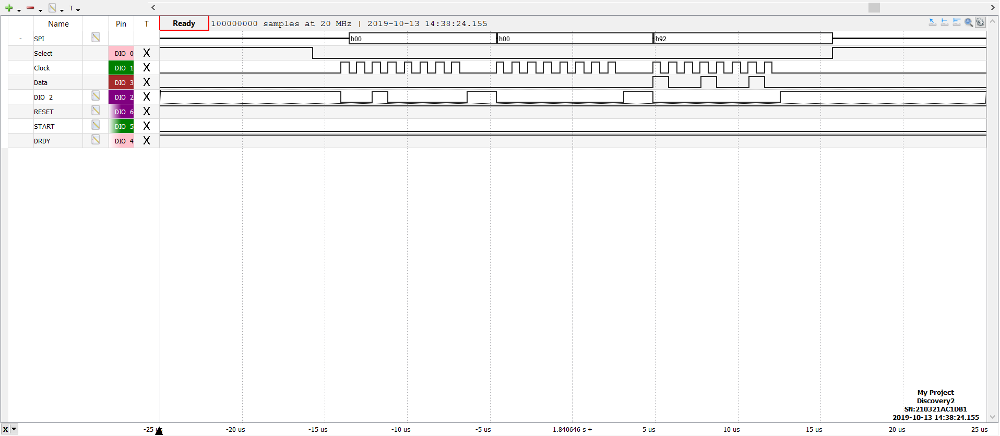 T
Name Pin T Ready 100000000 samples at 20 MHz | 2019-10-13 14:38:24.155
- SPI h00 h00 h92
Select DIO 0 X
Clock DIO 1 X
Data DIO 3 X
DIO 2 DIO 2 X
RESET DIO 6 X
START DIO 5 X
DRDY DIO 4 X
My Project
Discovery2
SN:210321AC1DB1
2019-10-13 14:38:24.155
X -25 us -20 us -15 us -10 us -5 us 1.840646 s + 5 us 10 us 15 us 20 us 25 us